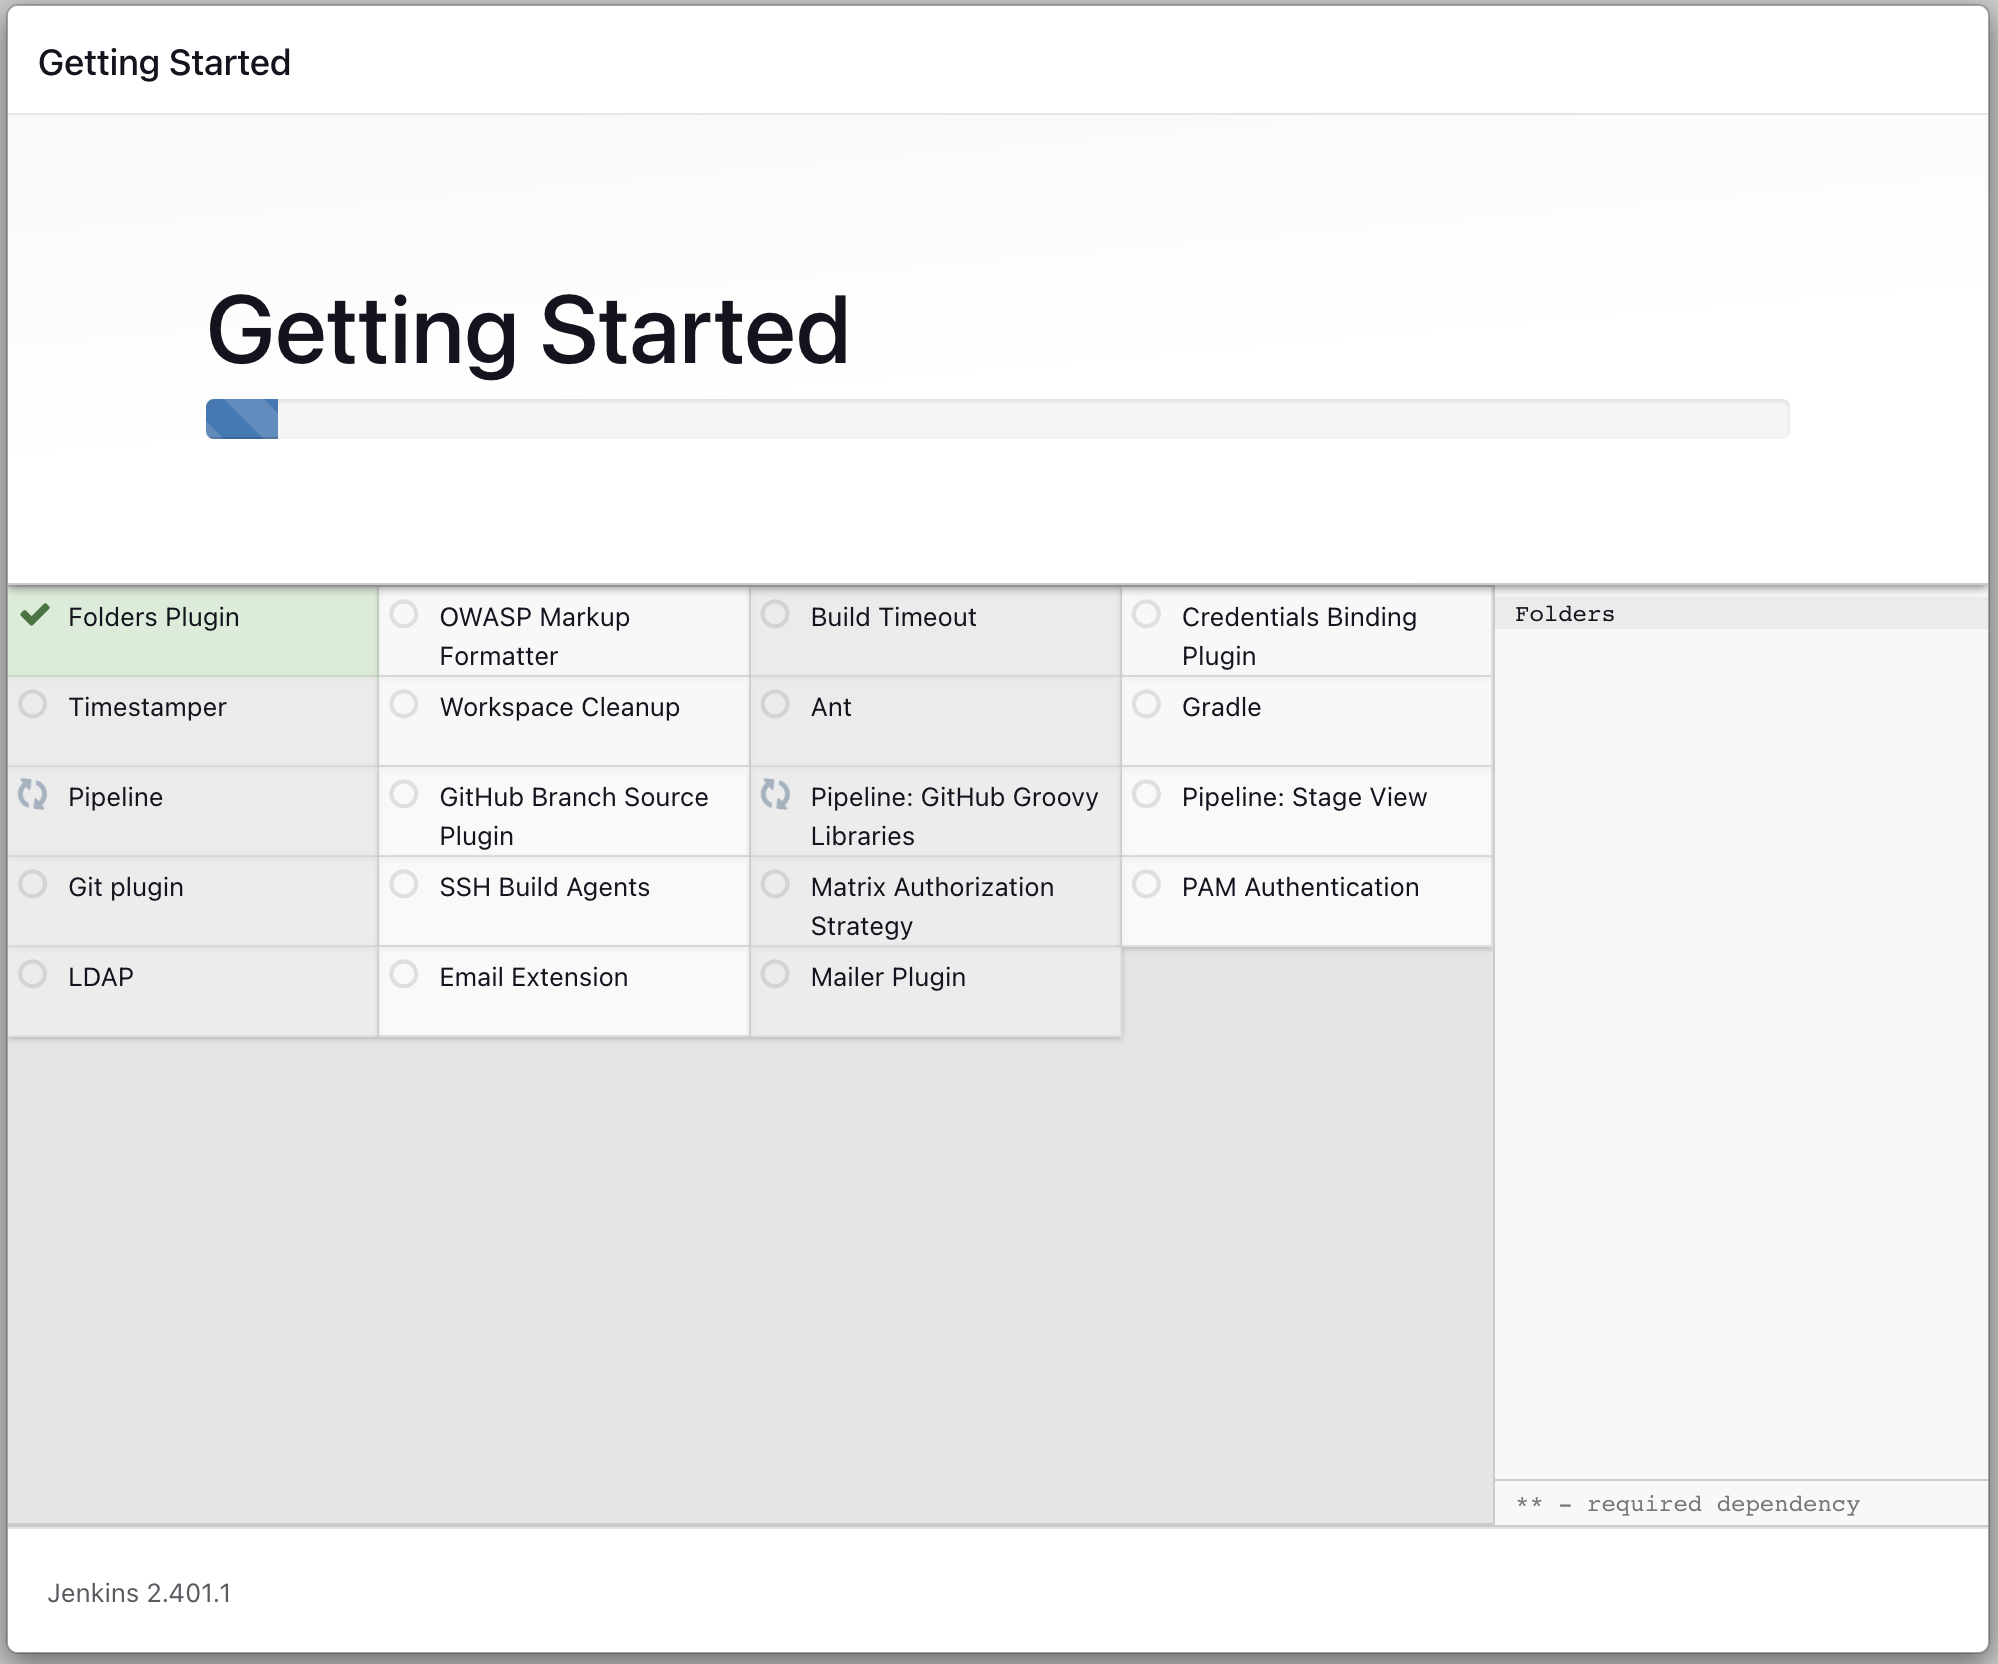 Getting Started
Getting Started
Folders Plugin
OWASP Markup
Formatter
Build Timeout
Credentials Binding
Plugin
Folders
Timestamper
Workspace Cleanup
Ant
Gradle
Pipeline
GitHub Branch Source
Plugin
Pipeline: GitHub Groovy
Libraries
Pipeline: Stage View
Git plugin
SSH Build Agents
Matrix Authorization
Strategy
PAM Authentication
LDAP
Email Extension
Mailer Plugin
** - required dependency
Jenkins 2.401.1